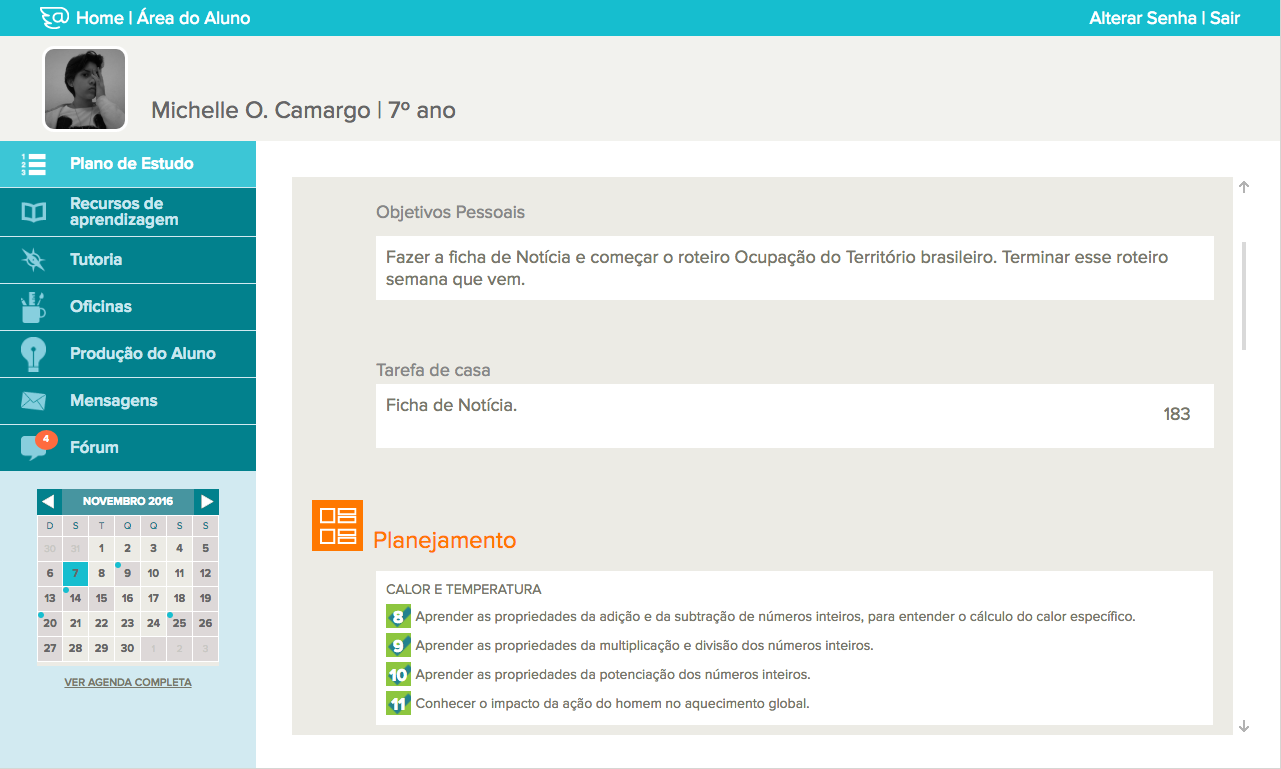 Home | Área do Aluno
Alterar Senha | Sair
Michelle O. Camargo | 7º ano
Plano de Estudo
Recursos de
aprendizagem
Tutoria
Oficinas
Produção do Aluno
Mensagens
4
Fórum
NOVEMBRO 2016
D S T Q Q S S
30 31 1 2 3 4 5
6 7 8 9 10 11 12
13 14 15 16 17 18 19
20 21 22 23 24 25 26
27 28 29 30 1 2 3
VER AGENDA COMPLETA
Objetivos Pessoais
Fazer a ficha de Notícia e começar o roteiro Ocupação do Território brasileiro. Terminar esse roteiro
semana que vem.
Tarefa de casa
Ficha de Notícia.
183
Planejamento
CALOR E TEMPERATURA
8 Aprender as propriedades da adição e da subtração de números inteiros, para entender o cálculo do calor específico.
9 Aprender as propriedades da multiplicação e divisão dos números inteiros.
10 Aprender as propriedades da potenciação dos números inteiros.
11 Conhecer o impacto da ação do homem no aquecimento global.